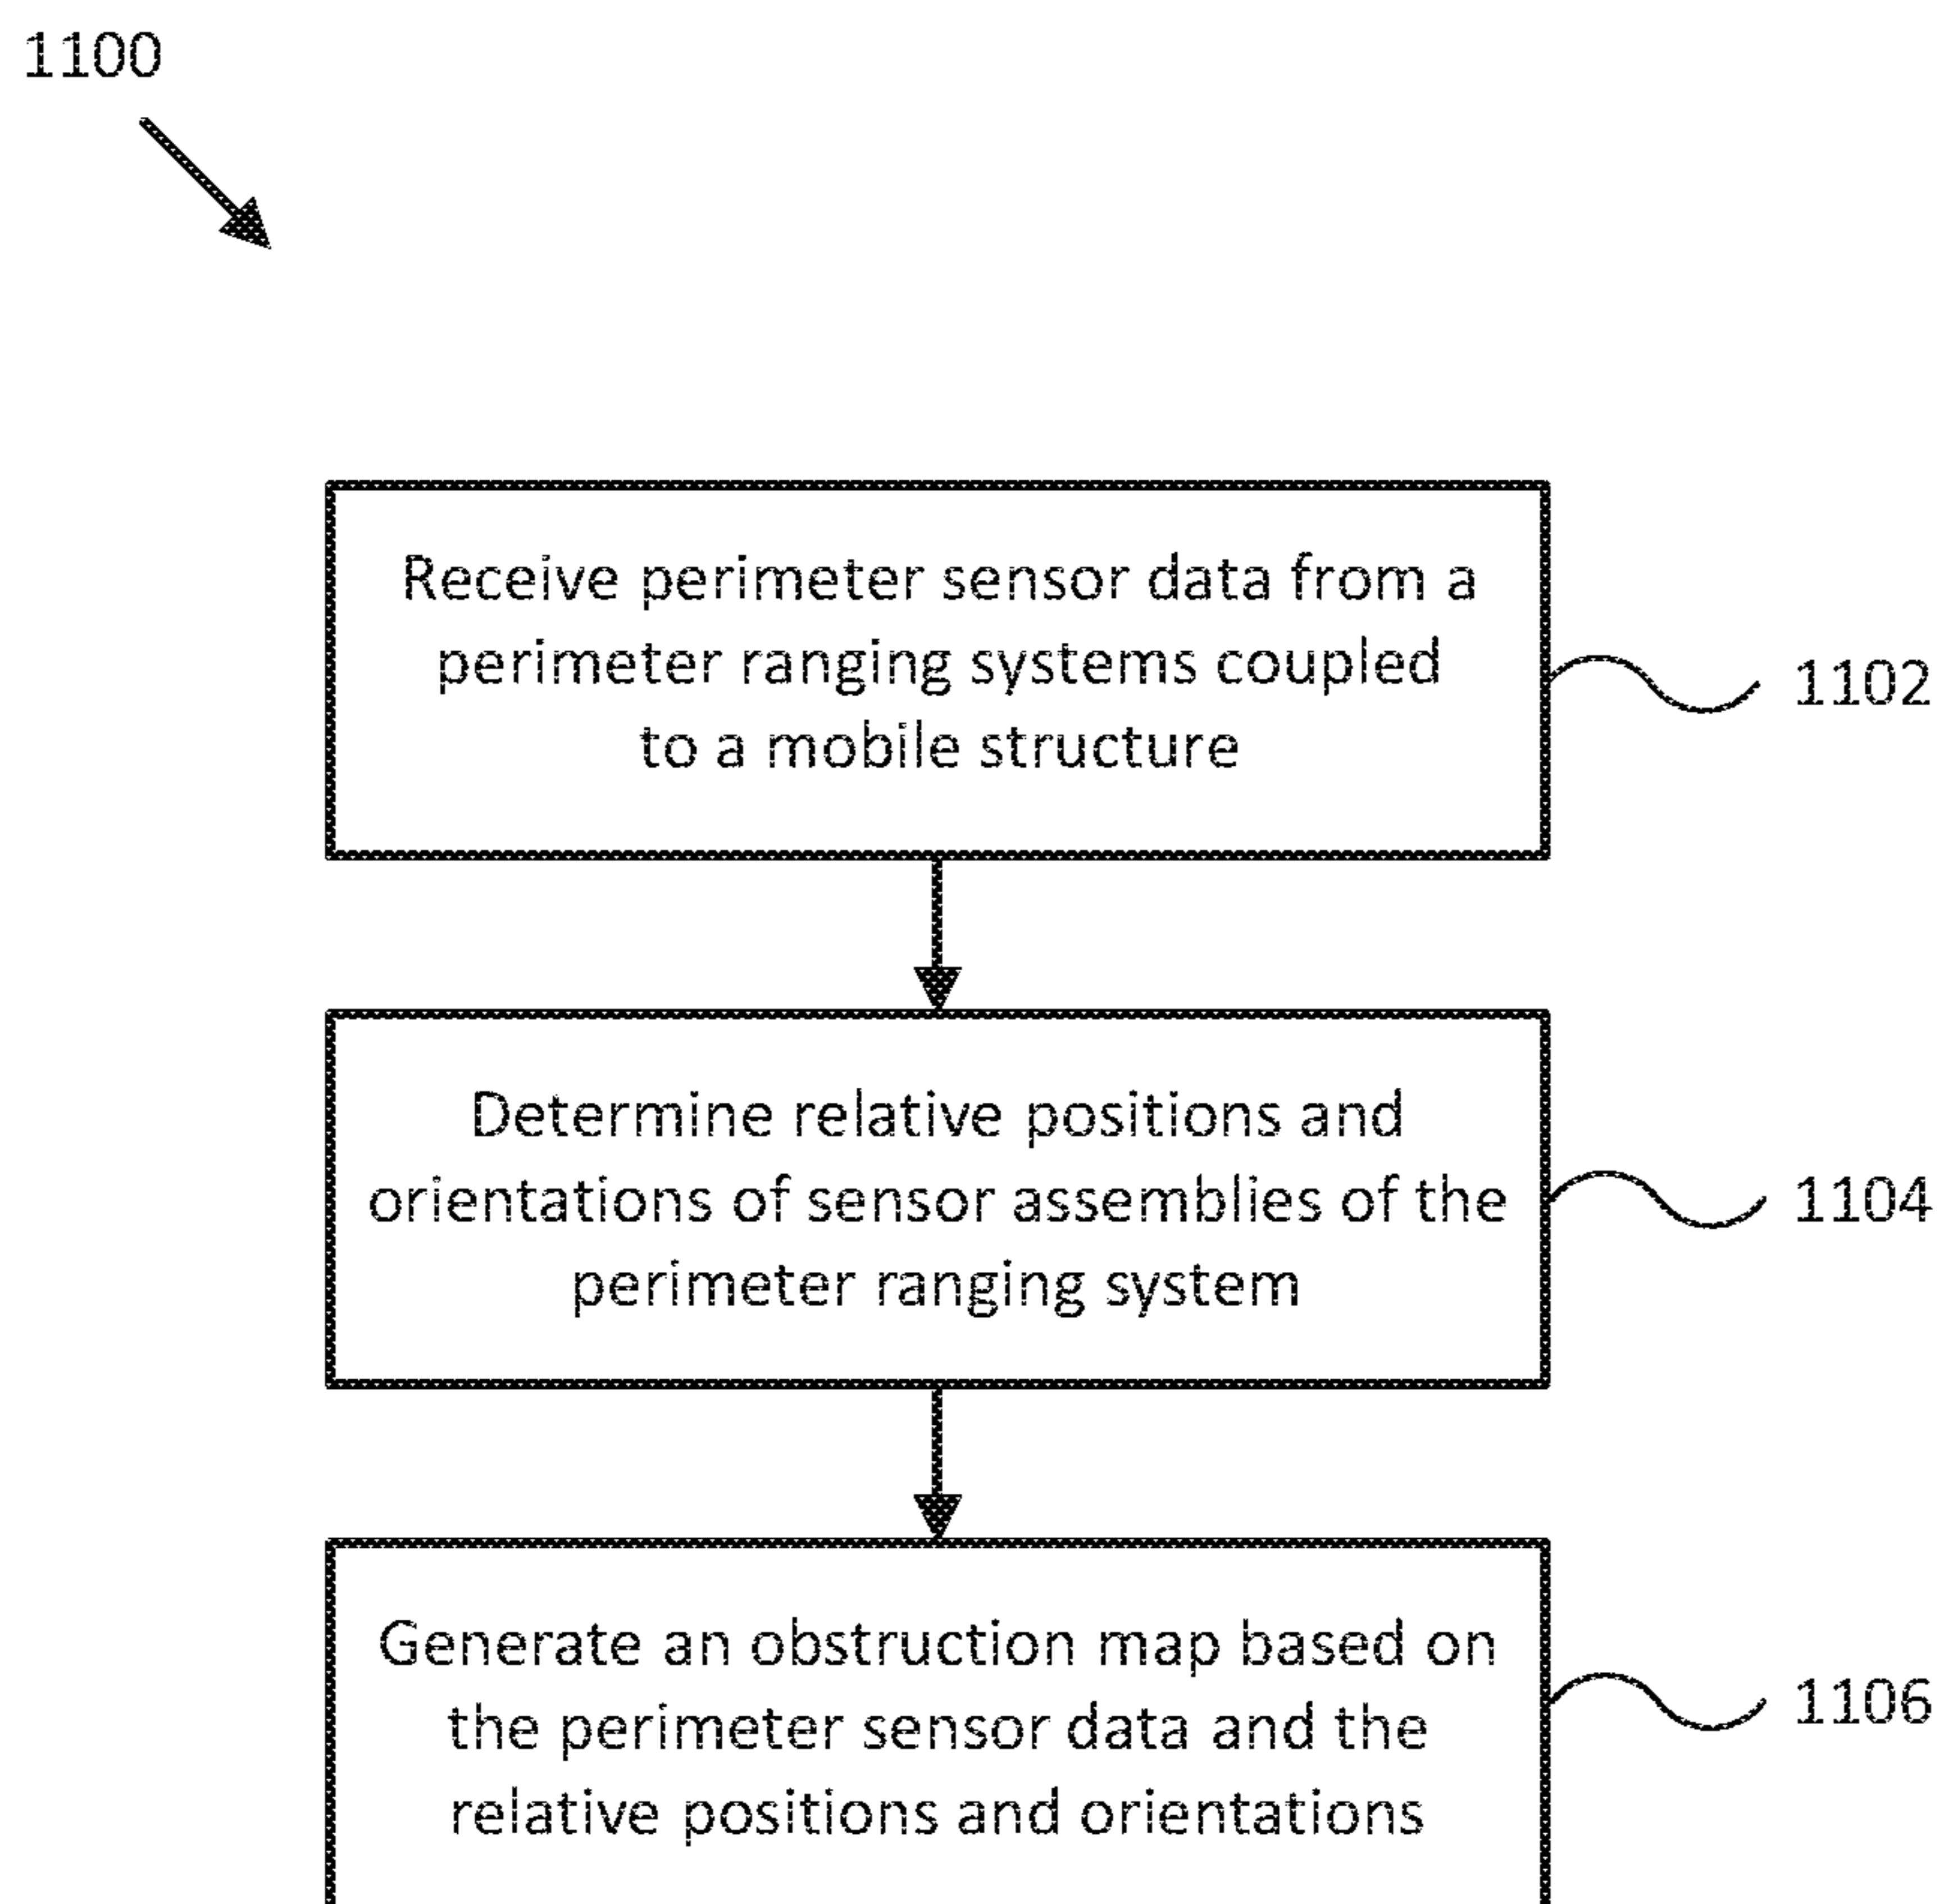 1100
Receive perimeter sensor data from a
perimeter ranging systems coupled
to a mobile structure
1102
Determine relative positions and
orientations of sensor assemblies of the
perimeter ranging system
1104
Generate an obstruction map based on
the perimeter sensor data and the
relative positions and orientations
1106